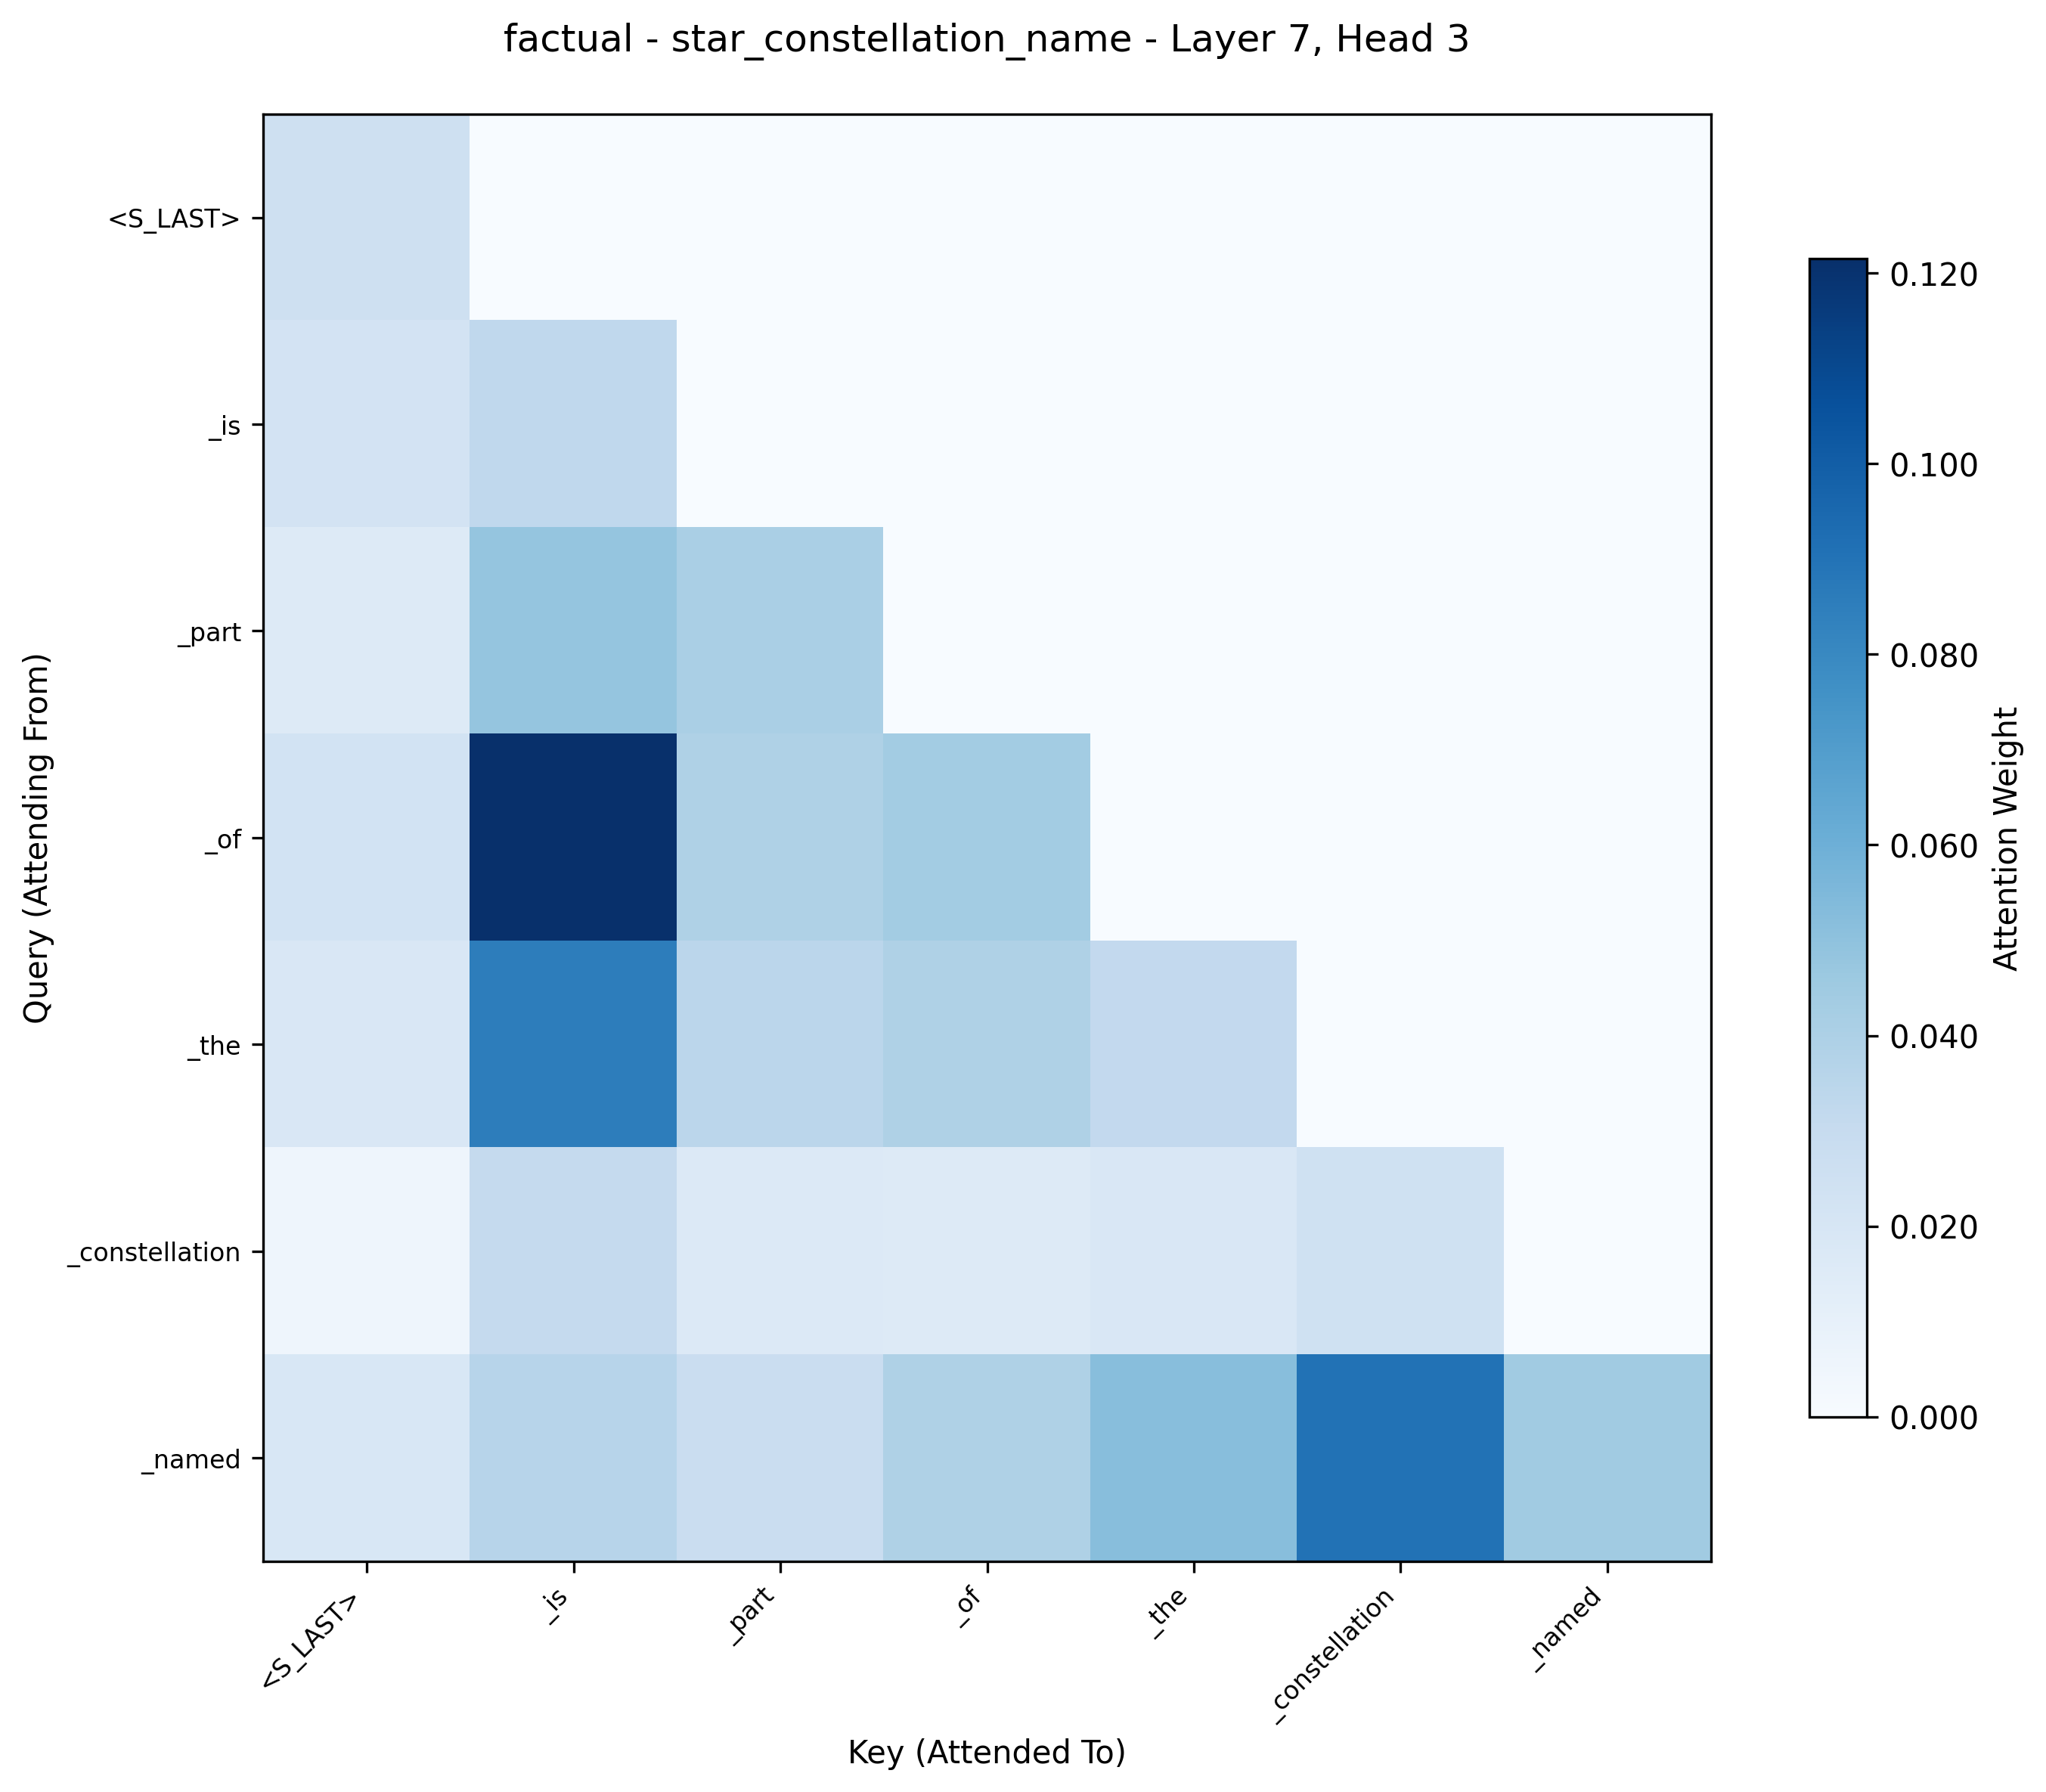 factual - star_constellation_name - Layer 7, Head 3
Query (Attending From)
<S_LAST>
_is
_part
_of
_the
_constellation
_named
<S_LAST>
_is
_part
_of
_the
_constellation
_named
Key (Attended To)
0.120
0.100
0.080
0.060
0.040
0.020
0.000
Attention Weight